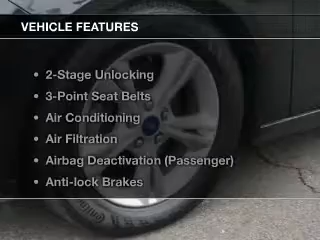 VEHICLE FEATURES
• 2-Stage Unlocking
• 3-Point Seat Belts
• Air Conditioning
• Air Filtration
• Airbag Deactivation (Passenger)
• Anti-lock Brakes